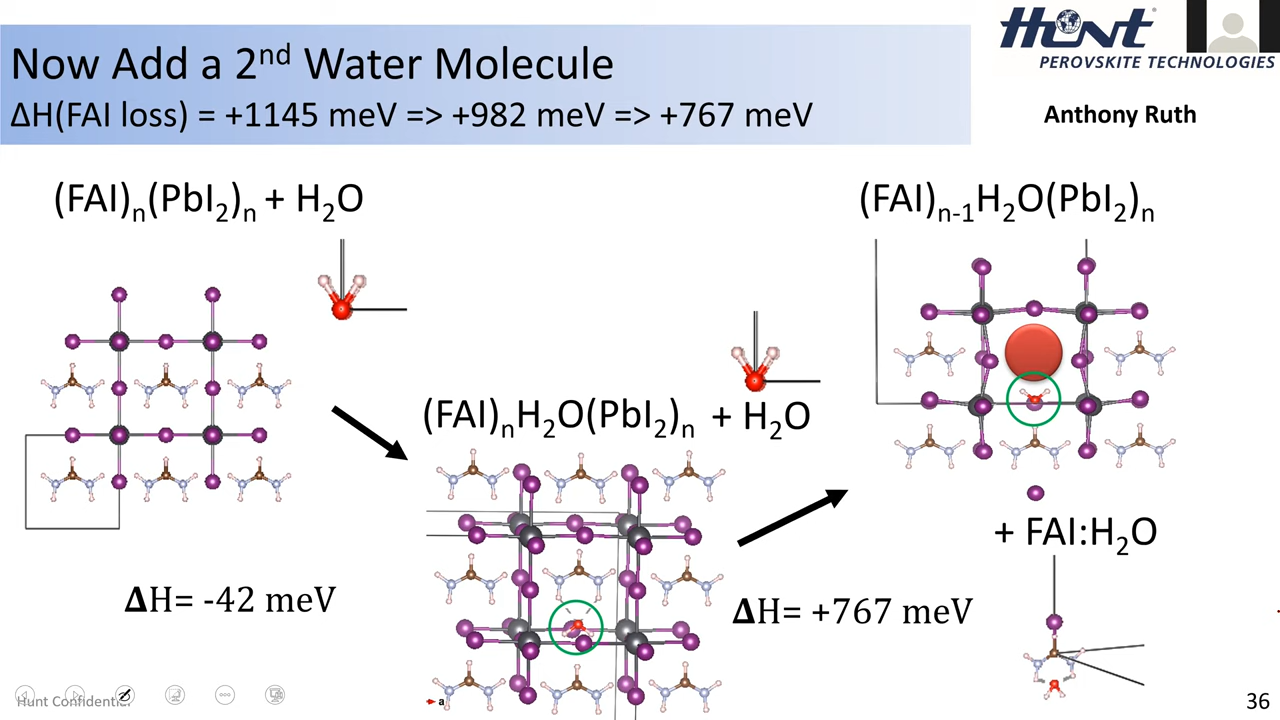 Now Add a 2nd Water Molecule
ΔH(FAI loss) = +1145 meV => +982 meV => +767 meV
Hunt
PEROVSKITE TECHNOLOGIES
Anthony Ruth
(FAI)n(PbI2)n + H2O
(FAI)n-1H2O(PbI2)n
(FAI)nH2O(PbI2)n + H2O
+ FAI:H2O
ΔH= -42 meV
ΔH= +767 meV
Hunt Confidential
a
36